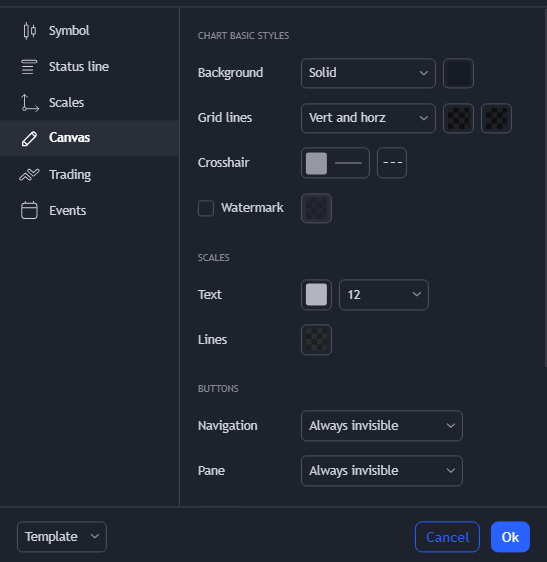 Symbol
Status line
Scales
Canvas
Trading
Events
CHART BASIC STYLES
Background Solid
Grid lines Vert and horz
Crosshair
Watermark
SCALES
Text 12
Lines
BUTTONS
Navigation Always invisible
Pane Always invisible
Template Cancel Ok